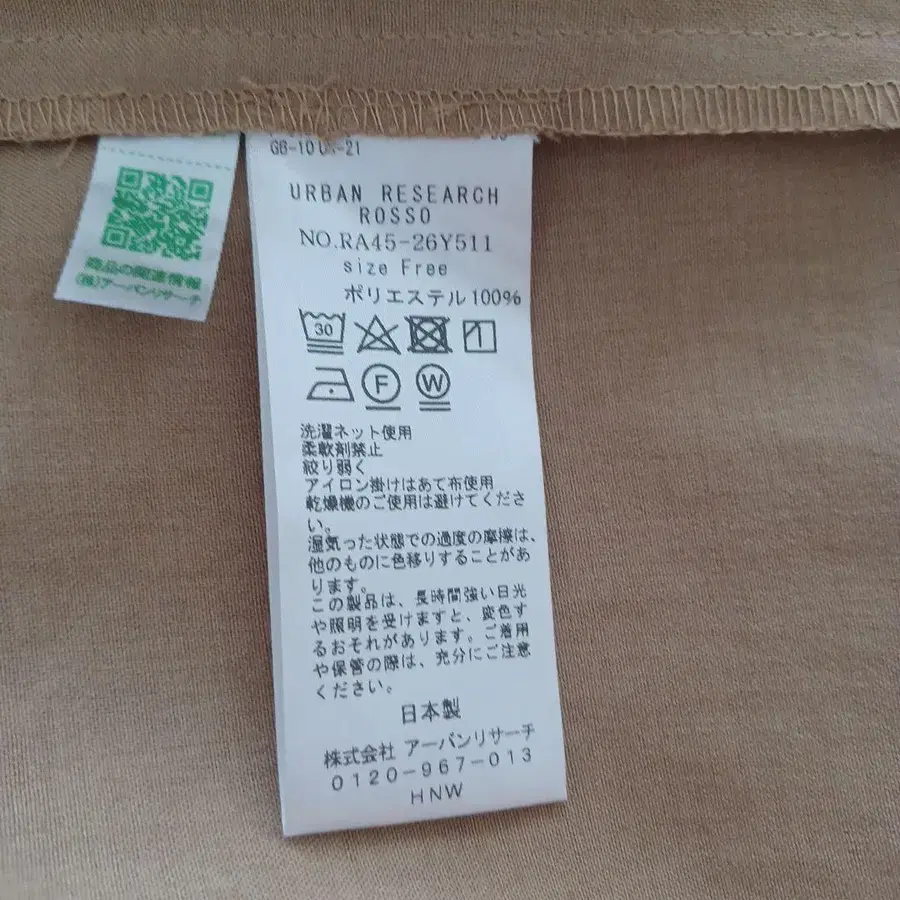 商品の関連情報
(株)アーバンリサーチ
URBAN RESEARCH
ROSSO
NO.RA45-26Y511
size Free
ポリエステル 100%
30
F
W
洗濯ネット使用
柔軟剤禁止
絞り弱く
アイロン掛けはあて布使用
乾燥機のご使用は避けてくださ
い。
湿気った状態での過度の摩擦は、
他のものに色移りすることがあ
ります。
この製品は、長時間強い日光
や照明を受けますと、変色す
るおそれがあります。ご着用
や保管の際は、充分にご注意
ください。
日本製
株式会社 アーバンリサーチ
0120-967-013
HNW